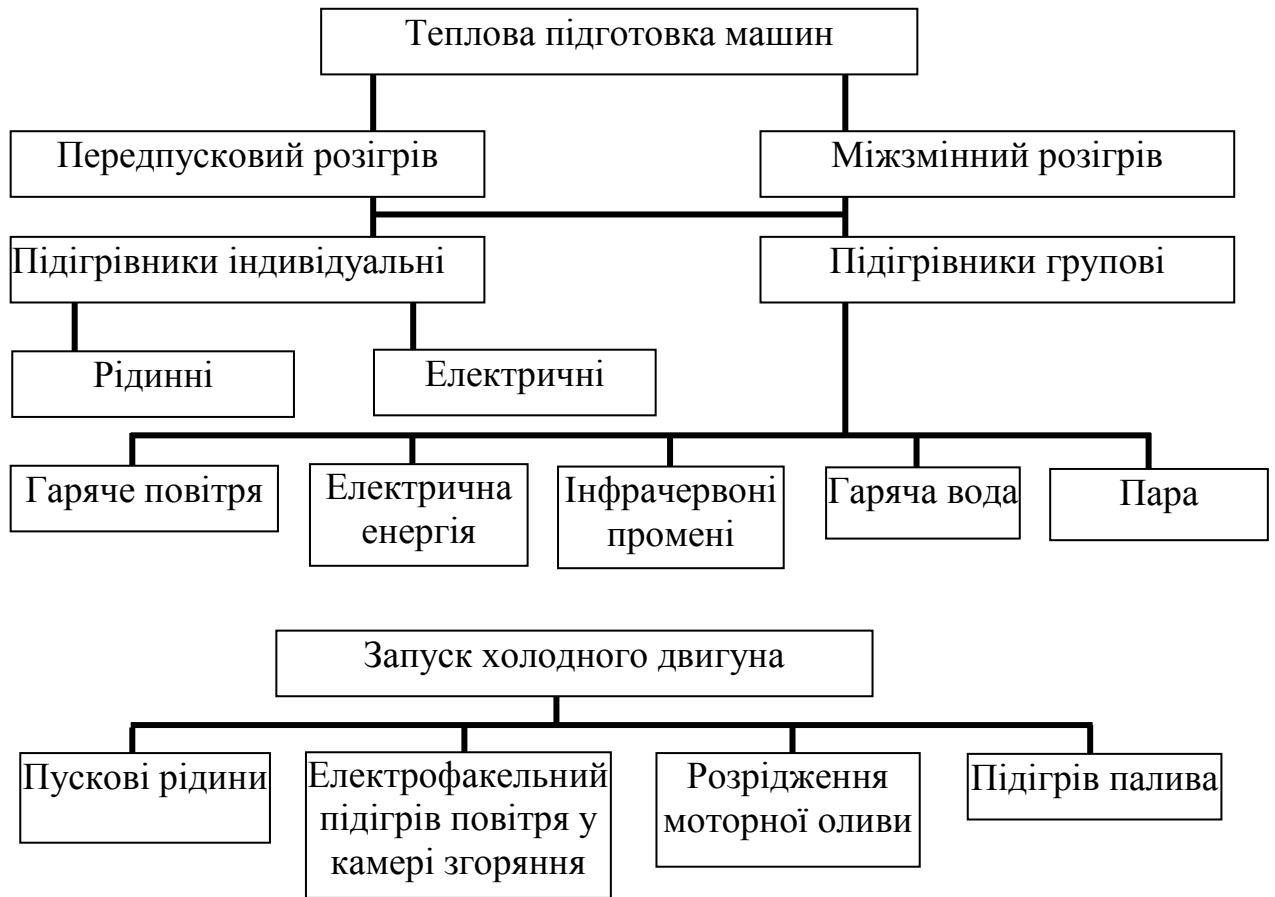 Теплова підготовка машин
Передпусковий розігрів
Міжзмінний розігрів
Підігрівники індивідуальні
Підігрівники групові
Рідинні
Електричні
Гаряче повітря
Електрична
енергія
Інфрачервоні
промені
Гаряча вода
Пара
Запуск холодного двигуна
Пускові рідини
Електрофакельний
підігрів повітря у
камері згоряння
Розрідження
моторної оливи
Підігрів палива